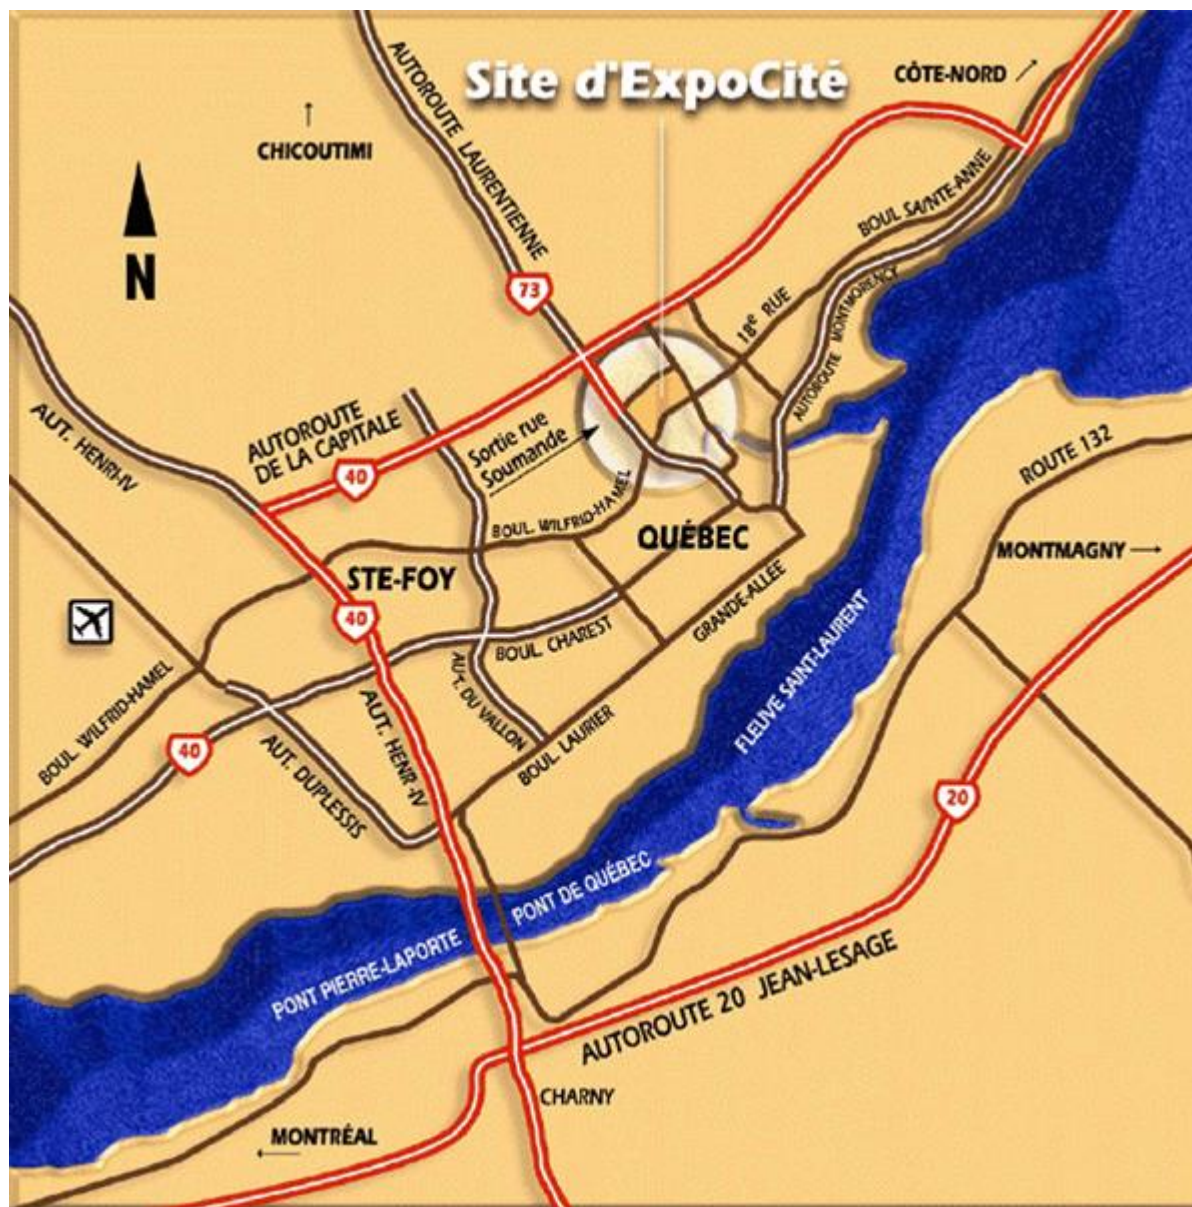 Site d'ExpoCité
CÔTE-NORD
CHICOUTIMI
AUTOROUTE LAURENTIENNE
BOUL SAINTE-ANNE
N
73
18e RUE
AUTOROUTE MONTMORENCY
AUT. HENRI-IV
AUTOROUTE
DE LA CAPITALE
40
Sortie rue
Soumande
BOUL. WILFRID-HAMEL
QUÉBEC
ROUTE 132
MONTMAGNY
STE-FOY
40
GRANDE-ALLÉE
BOUL. CHAREST
FLEUVE SAINT-LAURENT
BOUL. WILFRID-HAMEL
AUT. DU VALLON
40
AUT. HENRI-IV
BOUL. LAURIER
AUT. DUPLESSIS
20
PONT DE QUÉBEC
PONT PIERRE-LAPORTE
AUTOROUTE 20 JEAN-LESAGE
CHARNY
MONTRÉAL